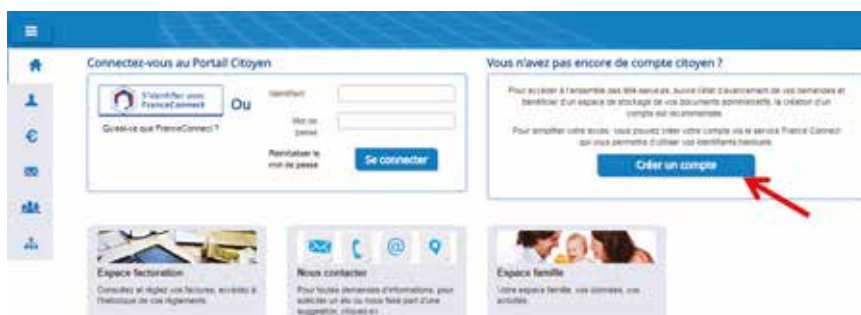 Connectez-vous au Portail Citoyen
S'identifier avec
FranceConnect
Qu'est-ce que FranceConnect ?
Ou
Identifiant
Mot de
passe
Réinitialiser le
mot de passe
Se connecter
Vous n'avez pas encore de compte citoyen ?
Pour accéder à l'ensemble des télé-services, suivre l'état d'avancement de vos demandes et
bénéficier d'un espace de stockage de vos documents administratifs, la création d'un
compte est recommandée.
Pour simplifier votre accès, vous pouvez créer votre compte via le service France Connect
qui vous permettra d'utiliser vos identifiants habituels.
Créer un compte
Espace facturation
Consultez et réglez vos factures, accédez à
l'historique de vos règlements.
Nous contacter
Pour toutes demandes d'informations, pour
solliciter un élu ou nous faire part d'une
suggestion, cliquez-ici
Espace famille
Votre espace famille, vos données, vos
activités.